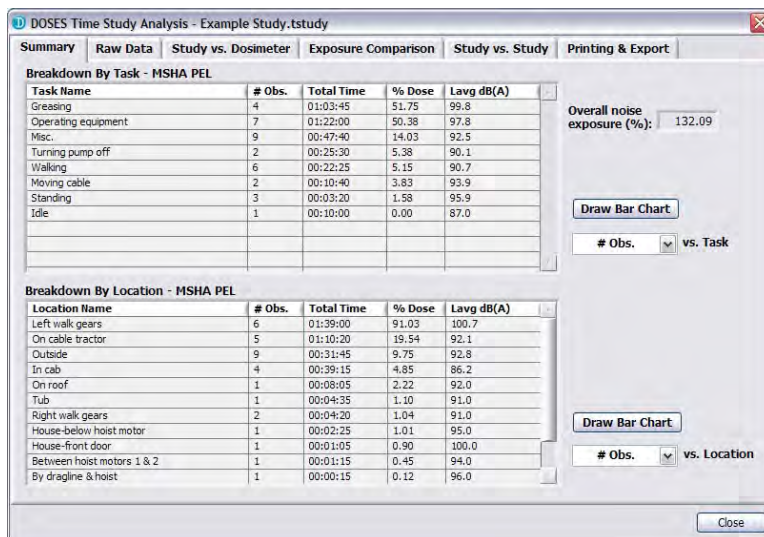 DOSES Time Study Analysis - Example Study.tstudy
Summary Raw Data Study vs. Dosimeter Exposure Comparison Study vs. Study Printing & Export
Breakdown By Task - MSHA PEL
Task Name # Obs. Total Time % Dose Lavg dB(A)
Greasing 4 01:03:45 51.75 99.8
Operating equipment 7 01:22:00 50.38 97.8
Misc. 9 00:47:40 14.03 92.5
Turning pump off 2 00:25:30 5.38 90.1
Walking 6 00:22:25 5.15 90.7
Moving cable 2 00:10:40 3.83 93.9
Standing 3 00:03:20 1.58 95.9
Idle 1 00:10:00 0.00 87.0
Overall noise
exposure (%): 132.09
Draw Bar Chart
# Obs. vs. Task
Breakdown By Location - MSHA PEL
Location Name # Obs. Total Time % Dose Lavg dB(A)
Left walk gears 6 01:39:00 91.03 100.7
On cable tractor 5 01:10:20 19.54 92.1
Outside 9 00:31:45 9.75 92.8
In cab 4 00:39:15 4.85 86.2
On roof 1 00:08:05 2.22 92.0
Tub 1 00:04:35 1.10 91.0
Right walk gears 2 00:04:20 1.04 91.0
House-below hoist motor 1 00:02:25 1.01 95.0
House-front door 1 00:01:05 0.90 100.0
Between hoist motors 1 & 2 1 00:01:15 0.45 94.0
By dragline & hoist 1 00:00:15 0.12 96.0
Draw Bar Chart
# Obs. vs. Location
Close